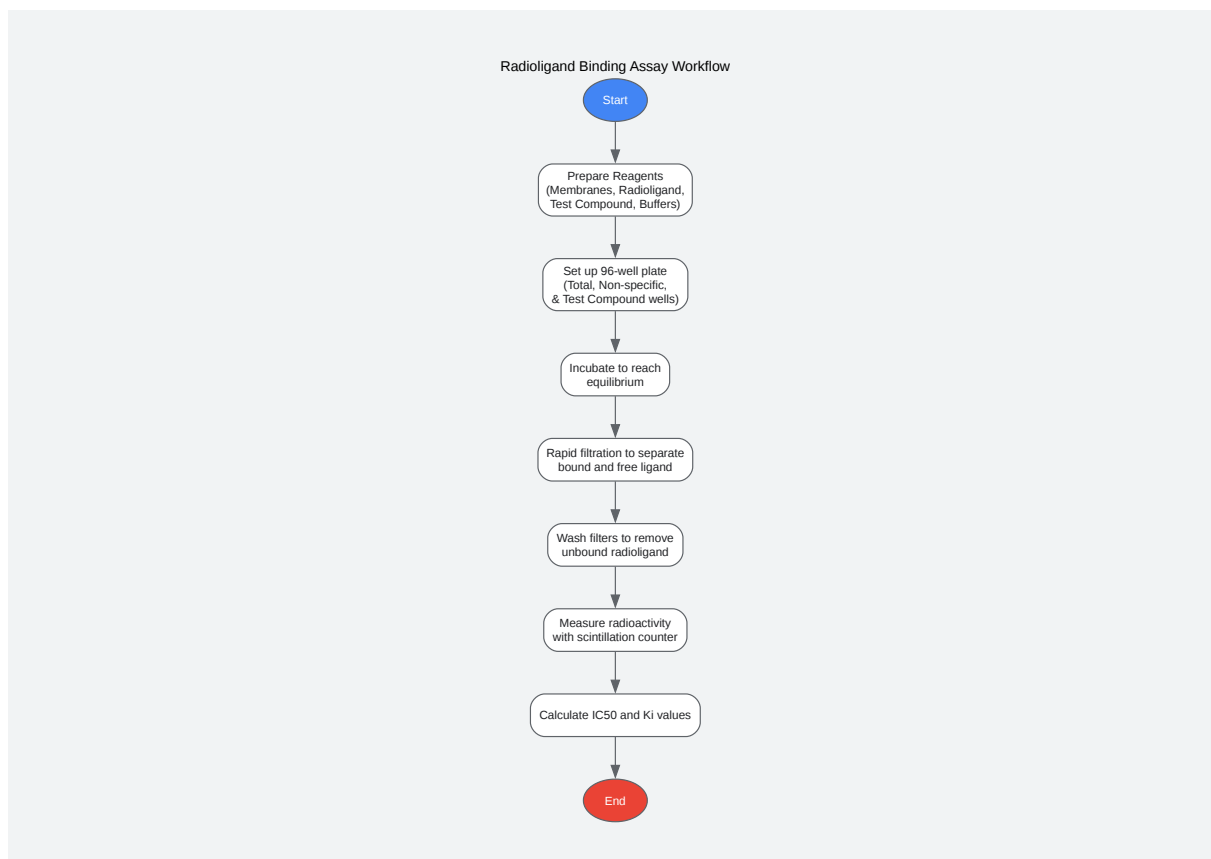 Radioligand Binding Assay Workflow
Start
Prepare Reagents
(Membranes, Radioligand,
Test Compound, Buffers)
Set up 96-well plate
(Total, Non-specific,
& Test Compound wells)
Incubate to reach
equilibrium
Rapid filtration to separate
bound and free ligand
Wash filters to remove
unbound radioligand
Measure radioactivity
with scintillation counter
Calculate IC50 and Ki values
End